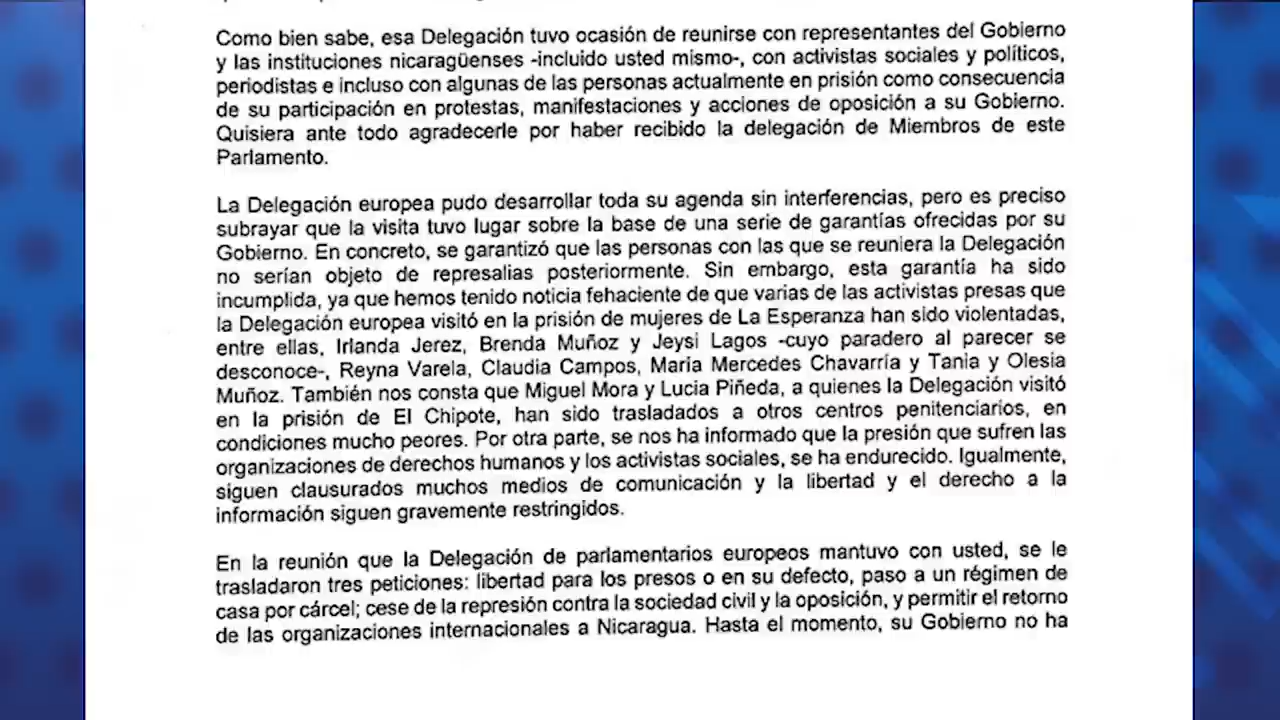 Como bien sabe, esa Delegación tuvo ocasión de reunirse con representantes del Gobierno
y las instituciones nicaragüenses -incluido usted mismo-, con activistas sociales y políticos,
periodistas e incluso con algunas de las personas actualmente en prisión como consecuencia
de su participación en protestas, manifestaciones y acciones de oposición a su Gobierno.
Quisiera ante todo agradecerle por haber recibido la delegación de Miembros de este
Parlamento.
La Delegación europea pudo desarrollar toda su agenda sin interferencias, pero es preciso
subrayar que la visita tuvo lugar sobre la base de una serie de garantías ofrecidas por su
Gobierno. En concreto, se garantizó que las personas con las que se reuniera la Delegación
no serían objeto de represalias posteriormente. Sin embargo, esta garantía ha sido
incumplida, ya que hemos tenido noticia fehaciente de que varias de las activistas presas que
la Delegación europea visitó en la prisión de mujeres de La Esperanza han sido violentadas,
entre ellas, Irlanda Jerez, Brenda Muñoz y Jeysi Lagos -cuyo paradero al parecer se
desconoce-, Reyna Varela, Claudia Campos, María Mercedes Chavarría y Tania y Olesia
Muñoz. También nos consta que Miguel Mora y Lucia Piñeda, a quienes la Delegación visitó
en la prisión de El Chipote, han sido trasladados a otros centros penitenciarios, en
condiciones mucho peores. Por otra parte, se nos ha informado que la presión que sufren las
organizaciones de derechos humanos y los activistas sociales, se ha endurecido. Igualmente,
siguen clausurados muchos medios de comunicación y la libertad y el derecho a la
información siguen gravemente restringidos.
En la reunión que la Delegación de parlamentarios europeos mantuvo con usted, se le
trasladaron tres peticiones: libertad para los presos o en su defecto, paso a un régimen de
casa por cárcel; cese de la represión contra la sociedad civil y la oposición, y permitir el retorno
de las organizaciones internacionales a Nicaragua. Hasta el momento, su Gobierno no ha